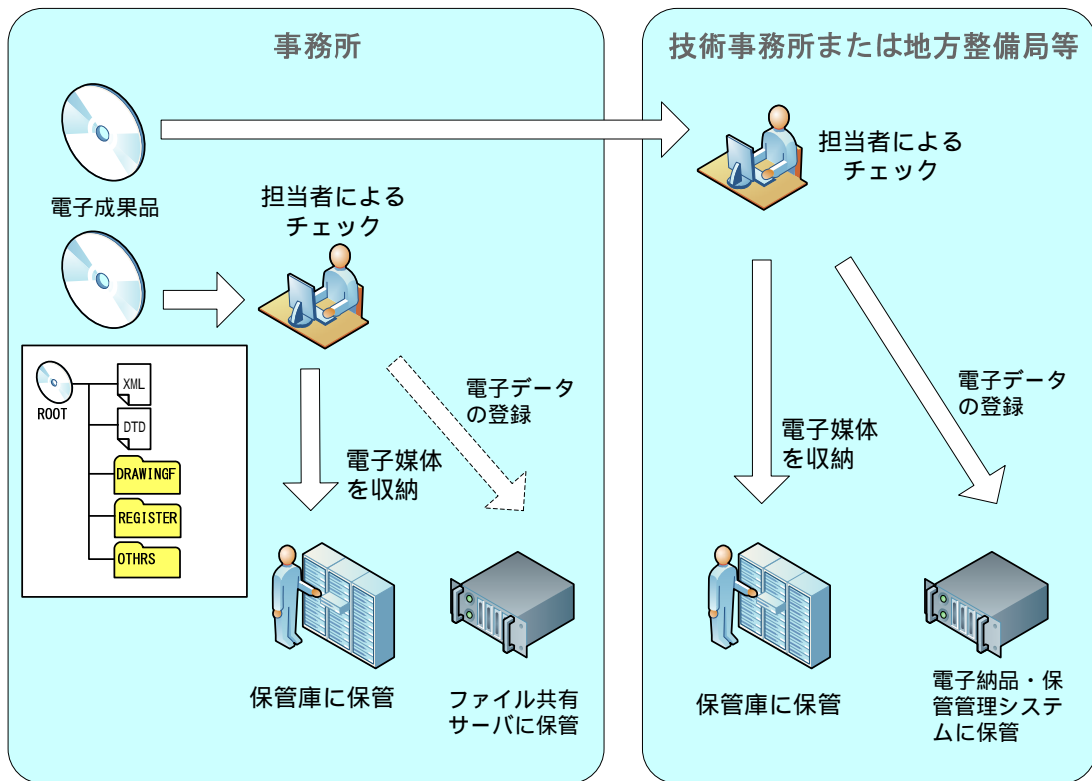 事務所
電子成果品
担当者による
チェック
ROOT
XML
DTD
DRAWINGF
REGISTER
OTHRS
電子データ
の登録
電子媒体
を収納
保管庫に保管
ファイル共有
サーバに保管
技術事務所または地方整備局等
担当者による
チェック
電子データ
の登録
電子媒体
を収納
保管庫に保管
電子納品・保
管管理システ
ムに保管